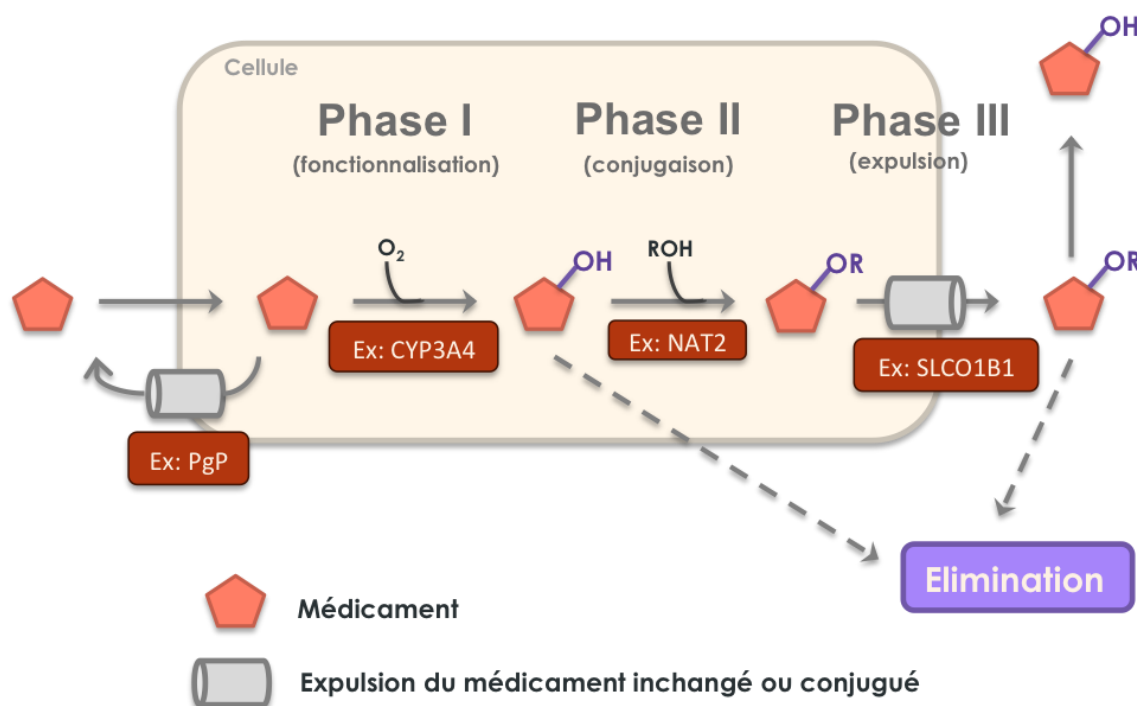 OH
Cellule
Phase I
Phase II
Phase III
(fonctionnalisation)
(conjugaison)
(expulsion)
O2
ROH
OH
OR
OR
Ex: CYP3A4
Ex: NAT2
Ex: SLCO1B1
Ex: PgP
Elimination
Médicament
Expulsion du médicament inchangé ou conjugué